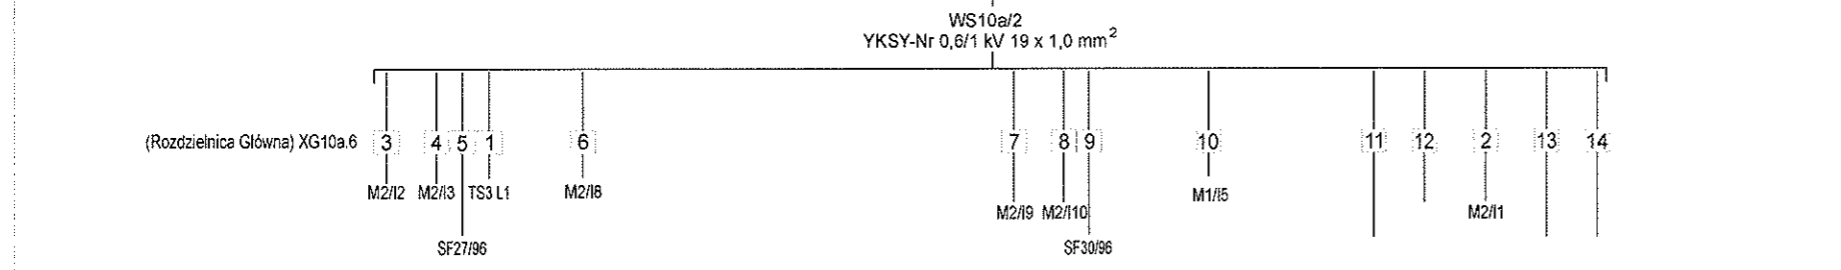 WS10a/2
YKSY-Nr 0,6/1 kV 19 x 1,0 mm²
(Rozdzielnica Główna) XG10a.6 3 4 5 1 6 7 8 9 10 11 12 2 13 14
M2/I2 M2/I3 TS3 L1 M2/I8 M1/I5
M2/I9 M2/I10 M2/I1
SF27/96 SF30/96